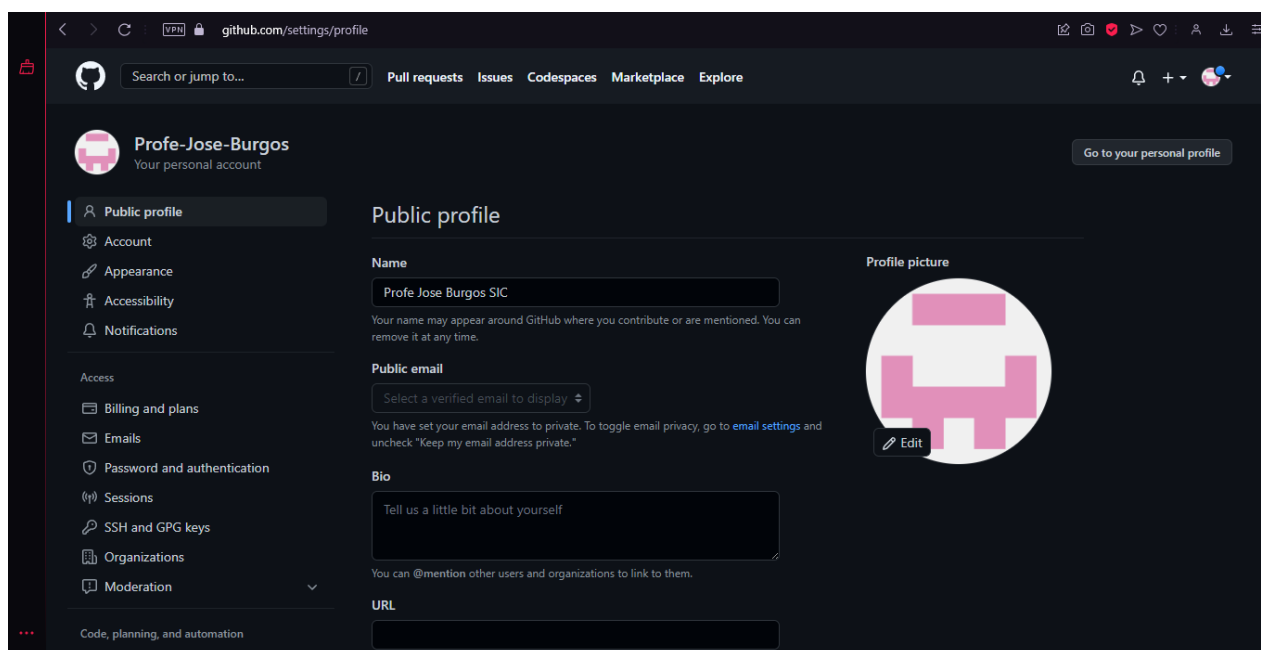 VPN github.com/settings/profile
Search or jump to... / Pull requests Issues Codespaces Marketplace Explore
Profe-Jose-Burgos
Your personal account
Go to your personal profile
Public profile
Account
Appearance
Accessibility
Notifications
Access
Billing and plans
Emails
Password and authentication
Sessions
SSH and GPG keys
Organizations
Moderation
Code, planning, and automation
Public profile
Name
Profe Jose Burgos SIC
Your name may appear around GitHub where you contribute or are mentioned. You can
remove it at any time.
Public email
Select a verified email to display
You have set your email address to private. To toggle email privacy, go to email settings and
uncheck "Keep my email address private."
Bio
Tell us a little bit about yourself
You can @mention other users and organizations to link to them.
URL
Profile picture
Edit